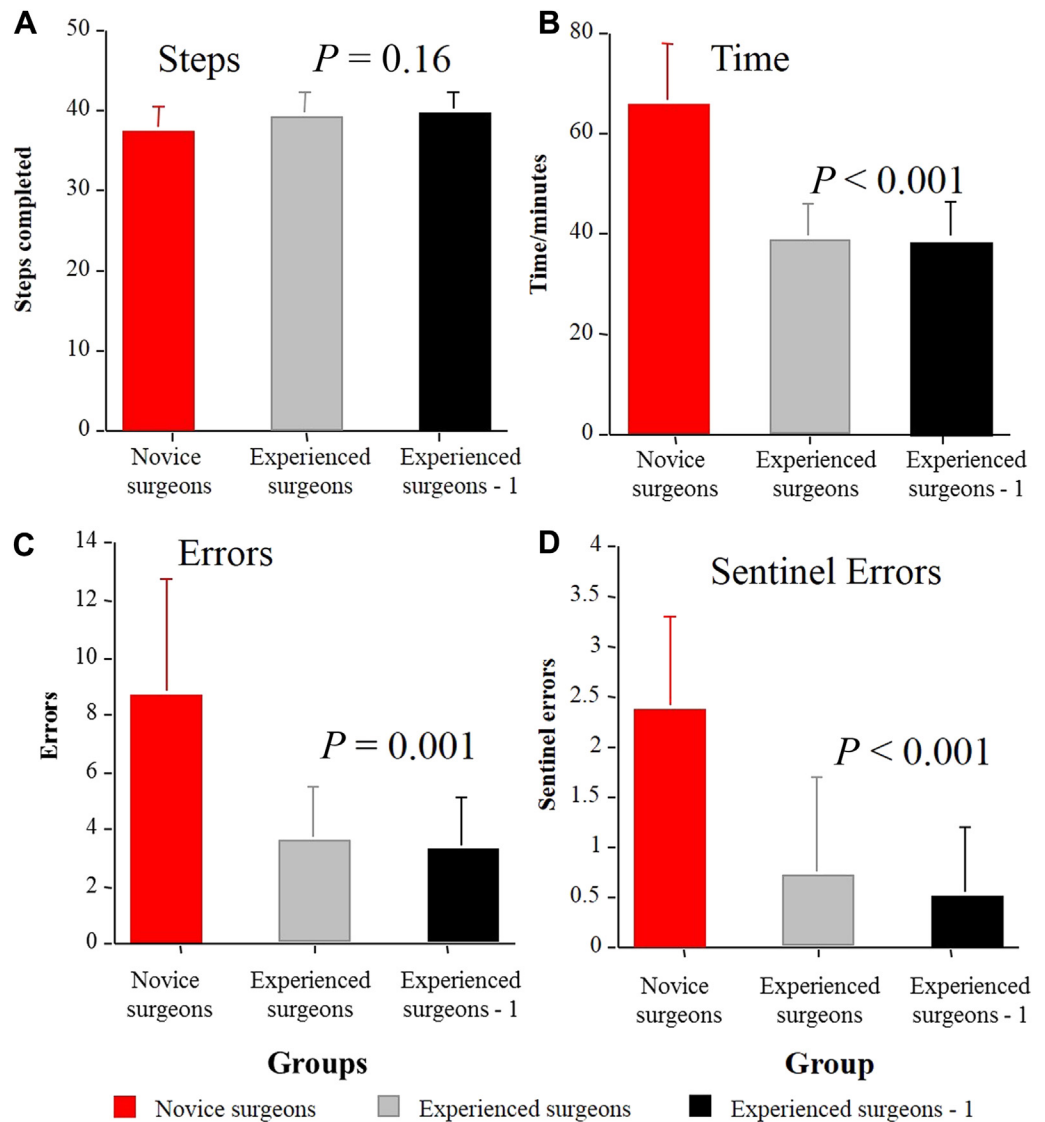 A
Steps
P = 0.16
50
40
30
20
10
0
Steps completed
Novice
surgeons
Experienced
surgeons
Experienced
surgeons - 1
B
Time
P < 0.001
80
60
40
20
0
Time/minutes
Novice
surgeons
Experienced
surgeons
Experienced
surgeons - 1
C
Errors
P = 0.001
14
12
10
8
6
4
2
0
Errors
Novice
surgeons
Experienced
surgeons
Experienced
surgeons - 1
Groups
D
Sentinel Errors
P < 0.001
4
3.5
3
2.5
2
1.5
1
0.5
0
Sentinel errors
Novice
surgeons
Experienced
surgeons
Experienced
surgeons - 1
Group
Novice surgeons
Experienced surgeons
Experienced surgeons - 1